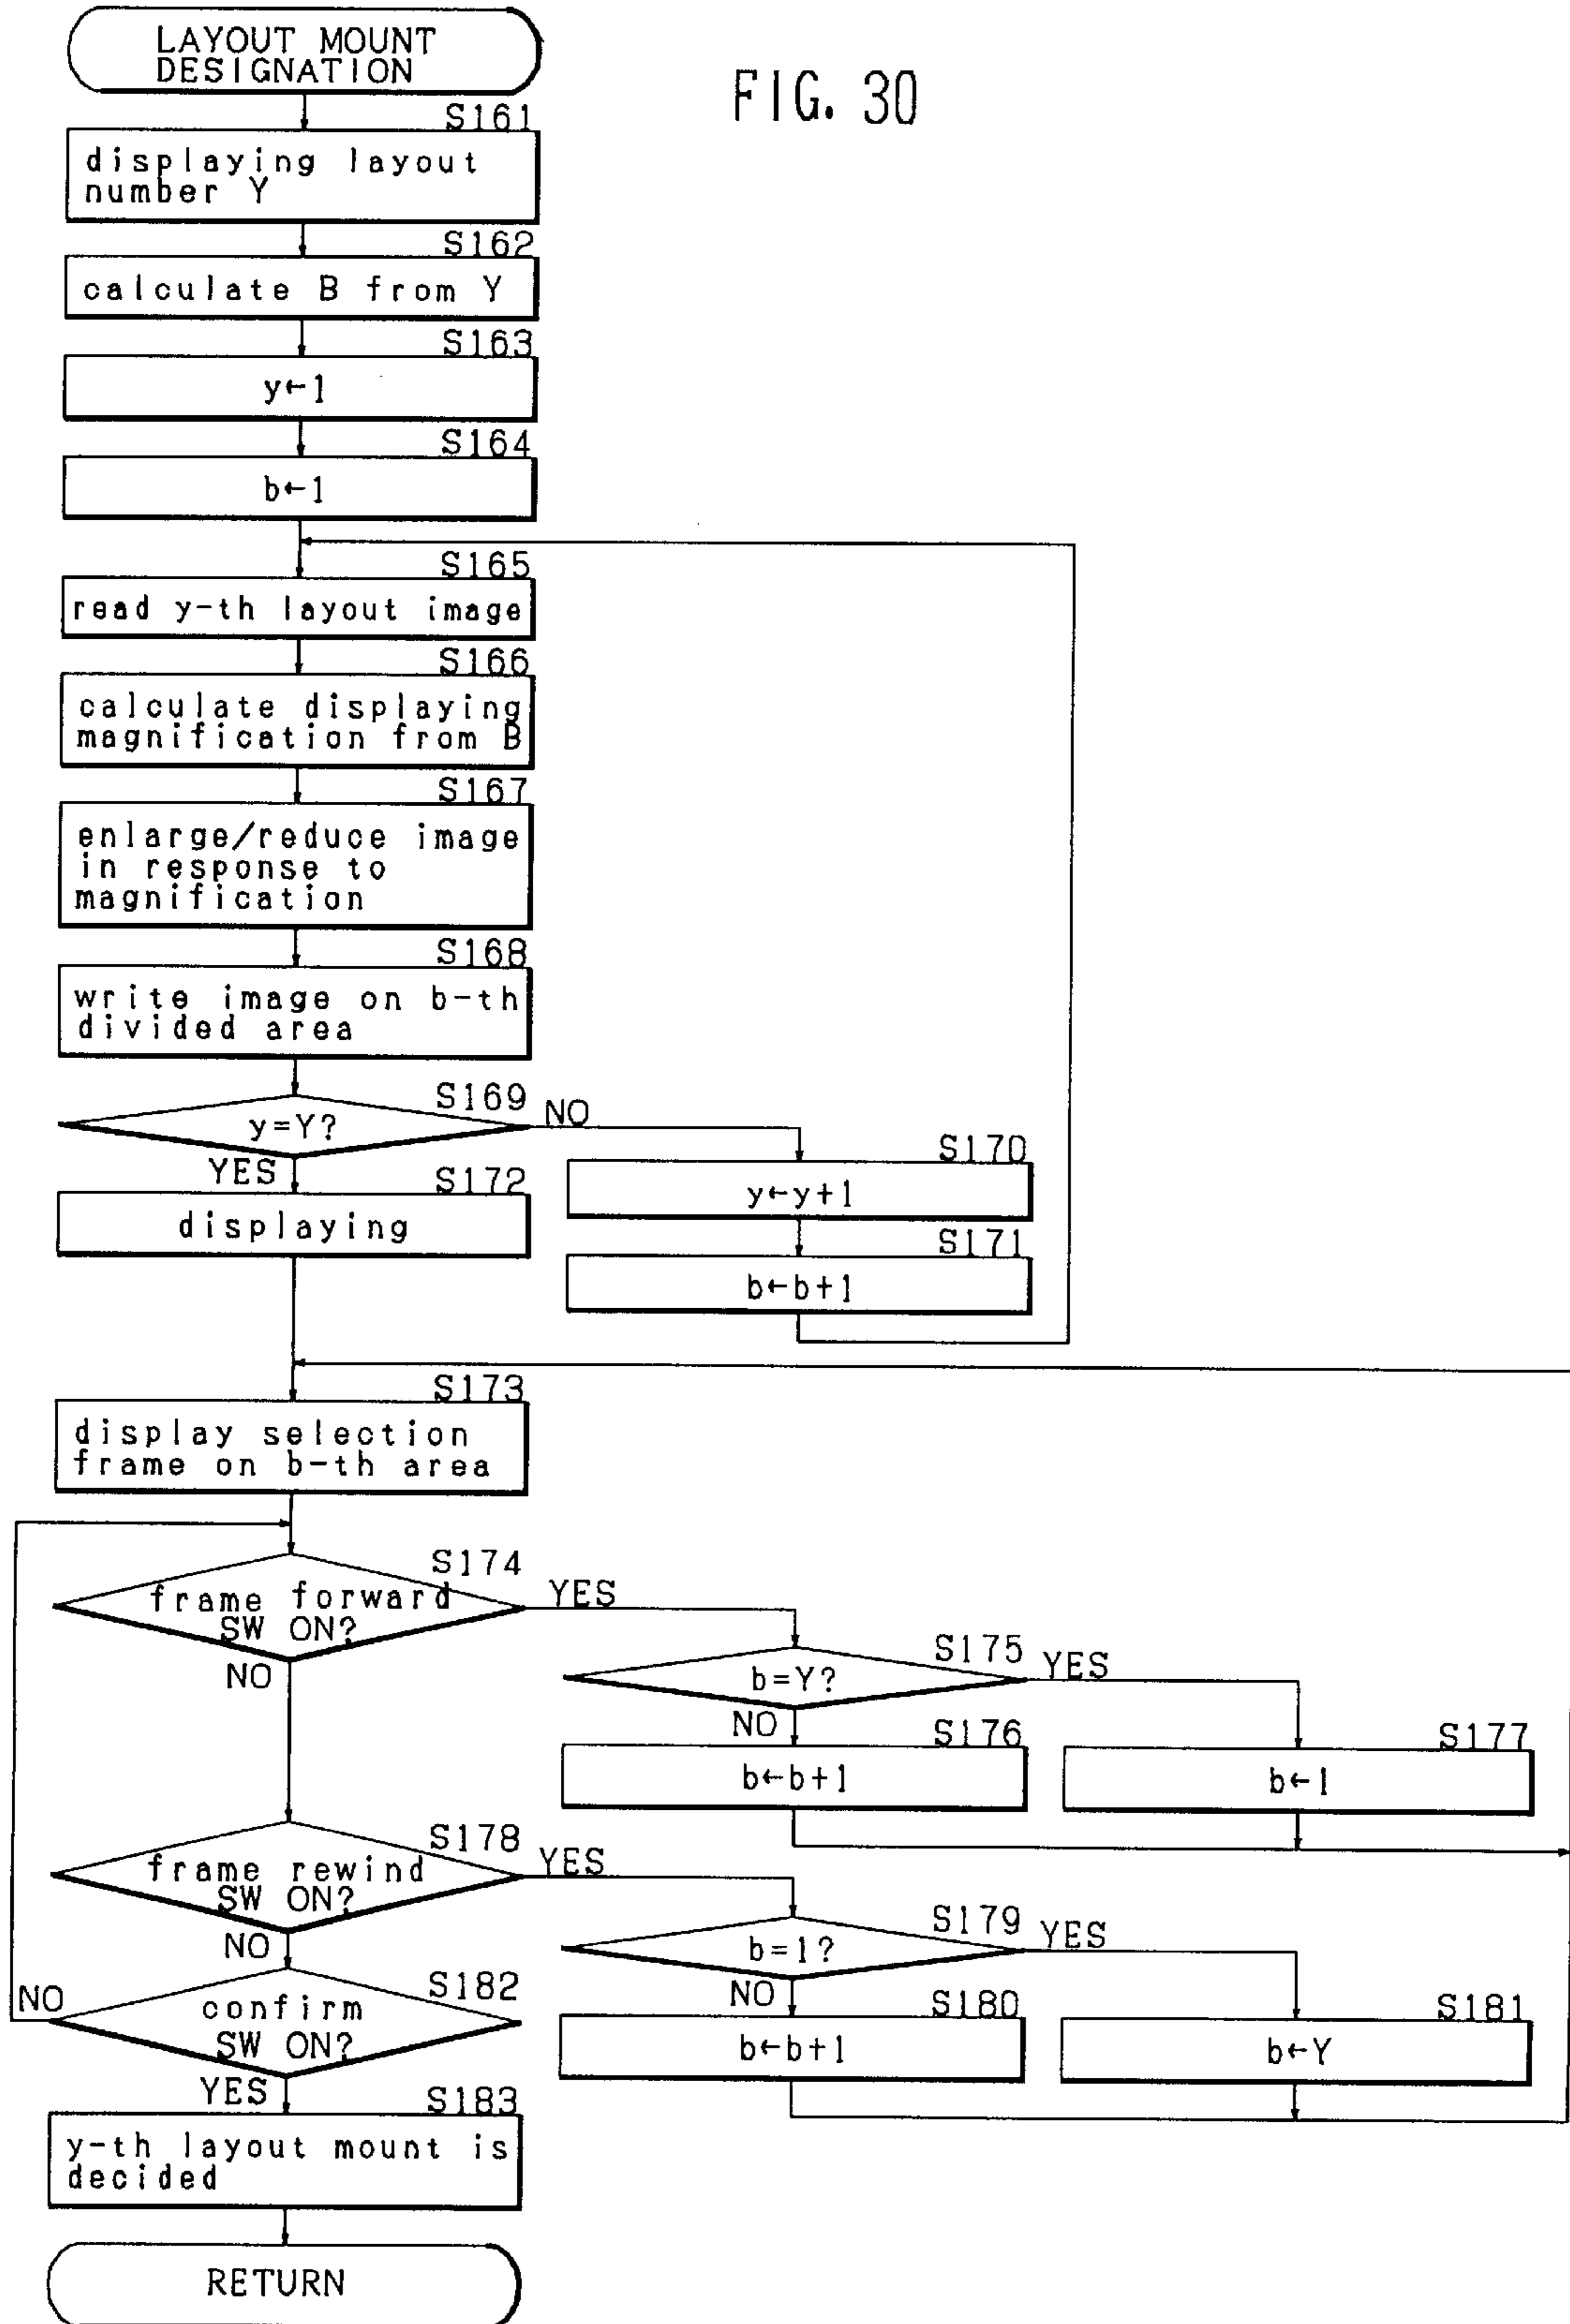 LAYOUT MOUNT
DESIGNATION
FIG. 30
S161
displaying layout
number Y
S162
calculate B from Y
S163
y←1
S164
b←1
S165
read y-th layout image
S166
calculate displaying
magnification from B
S167
enlarge/reduce image
in response to
magnification
S168
write image on b-th
divided area
S169
y=Y?
NO
YES
S170
y←y+1
S171
b←b+1
S172
displaying
S173
display selection
frame on b-th area
S174
frame forward
SW ON?
YES
NO
S175
b=Y?
YES
NO
S176
b←b+1
S177
b←1
S178
frame rewind
SW ON?
YES
NO
S179
b=1?
YES
NO
S180
b←b+1
S181
b←Y
S182
confirm
SW ON?
NO
YES
S183
y-th layout mount is
decided
RETURN